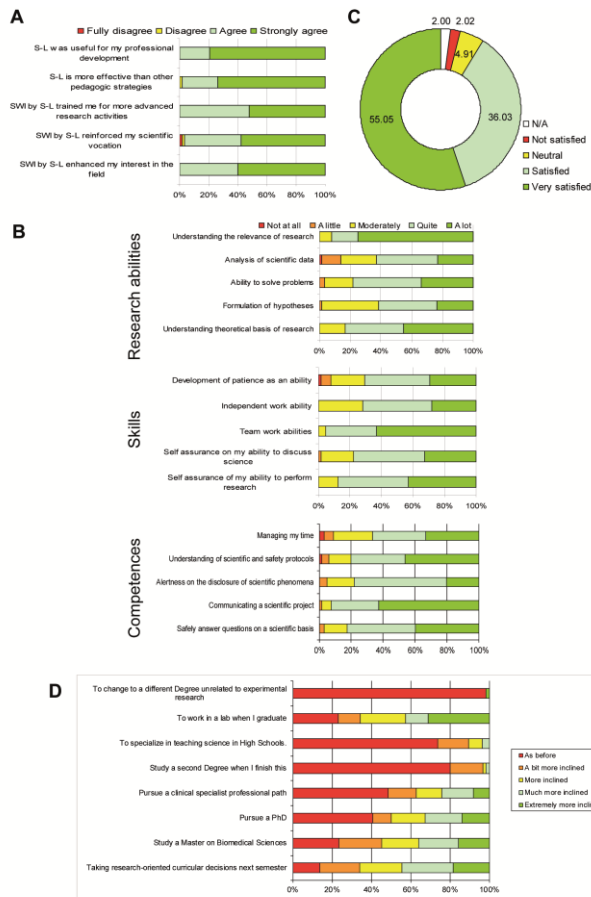 A
Fully disagree Disagree Agree Strongly agree
S-L was useful for my professional
development
S-L is more effective than other
pedagogic strategies
SWI by S-L trained me for more advanced
research activities
SWI by S-L reinforced my scientific
vocation
SWI by S-L enhanced my interest in the
field
0% 20% 40% 60% 80% 100%
C
2.00 2.02
4.91
36.03
55.05
N/A
Not satisfied
Neutral
Satisfied
Very satisfied
B
Not at all A little Moderately Quite A lot
Research abilities
Understanding the relevance of research
Analysis of scientific data
Ability to solve problems
Formulation of hypotheses
Understanding theoretical basis of research
0% 20% 40% 60% 80% 100%
Skills
Development of patience as an ability
Independent work ability
Team work abilities
Self assurance on my ability to discuss
science
Self assurance of my ability to perform
research
0% 20% 40% 60% 80% 100%
Competences
Managing my time
Understanding of scientific and safety protocols
Alertness on the disclosure of scientific phenomena
Communicating a scientific project
Safely answer questions on a scientific basis
0% 20% 40% 60% 80% 100%
D
To change to a different Degree unrelated to experimental
research
To work in a lab when I graduate
To specialize in teaching science in High Schools.
Study a second Degree when I finish this
Pursue a clinical specialist professional path
Pursue a PhD
Study a Master on Biomedical Sciences
Taking research-oriented curricular decisions next semester
0% 20% 40% 60% 80% 100%
As before
A bit more inclined
More inclined
Much more inclined
Extremely more inclined